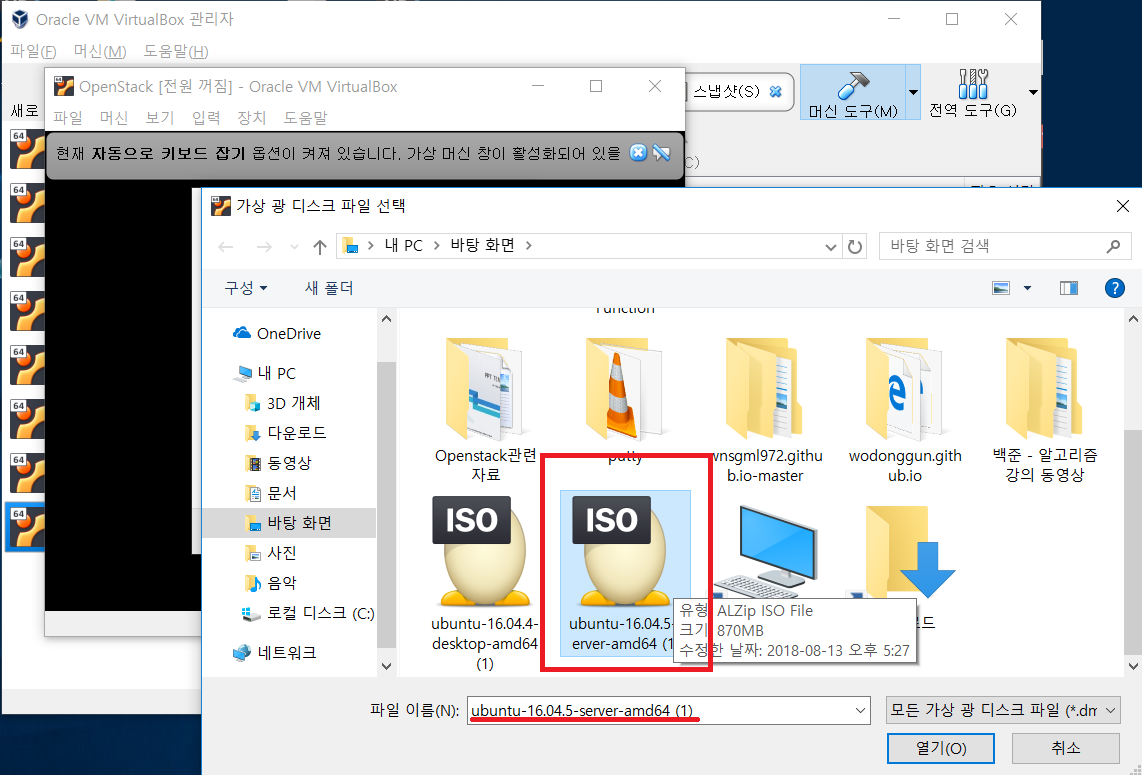 Oracle VM VirtualBox 관리자
파일(F) 머신(M) 도움말(H)
새로
스냅샷(S)
머신 도구(M)
전역 도구(G)
OpenStack [전원 꺼짐] - Oracle VM VirtualBox
파일 머신 보기 입력 장치 도움말
현재 자동으로 키보드 잡기 옵션이 켜져 있습니다. 가상 머신 창이 활성화되어 있을
64
64
64
64
64
64
64
64
가상 광 디스크 파일 선택
내 PC 바탕 화면
바탕 화면 검색
구성 새 폴더
OneDrive
내 PC
3D 개체
다운로드
동영상
문서
바탕 화면
사진
음악
로컬 디스크 (C:)
네트워크
Function
Openstack관련
자료
putty
wnsgml972.githu
b.io-master
wodonggun.gith
ub.io
백준 - 알고리즘
강의 동영상
ISO
ubuntu-16.04.4-
desktop-amd64
(1)
ISO
ubuntu-16.04.5-
erver-amd64 (1
유형: ALZip ISO File
크기: 870MB
수정한 날짜: 2018-08-13 오후 5:27
파일 이름(N):
ubuntu-16.04.5-server-amd64 (1)
모든 가상 광 디스크 파일 (*.dm
열기(O)
취소